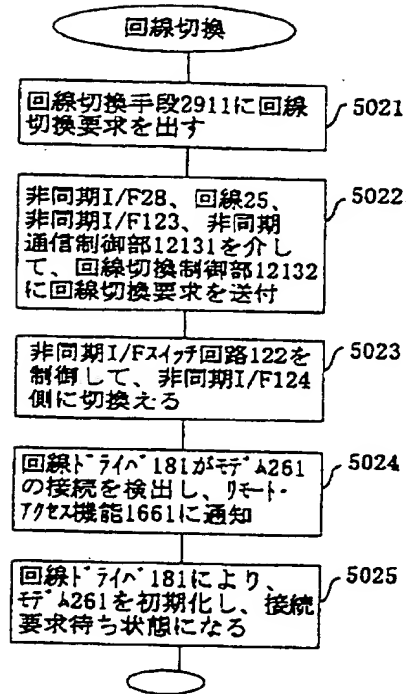 回線切換
回線切換手段2911に回線
切換要求を出す
5021
非同期I/F28、回線25、
非同期I/F123、非同期
通信制御部12131を介し
て、回線切換制御部12132
に回線切換要求を送付
5022
非同期I/Fスイッチ回路122を
制御して、非同期I/F124
側に切換える
5023
回線ドライバ181がモデム261
の接続を検出し、リモート・
アクセス機能1661に通知
5024
回線ドライバ181により、
モデム261を初期化し、接続
要求待ち状態になる
5025